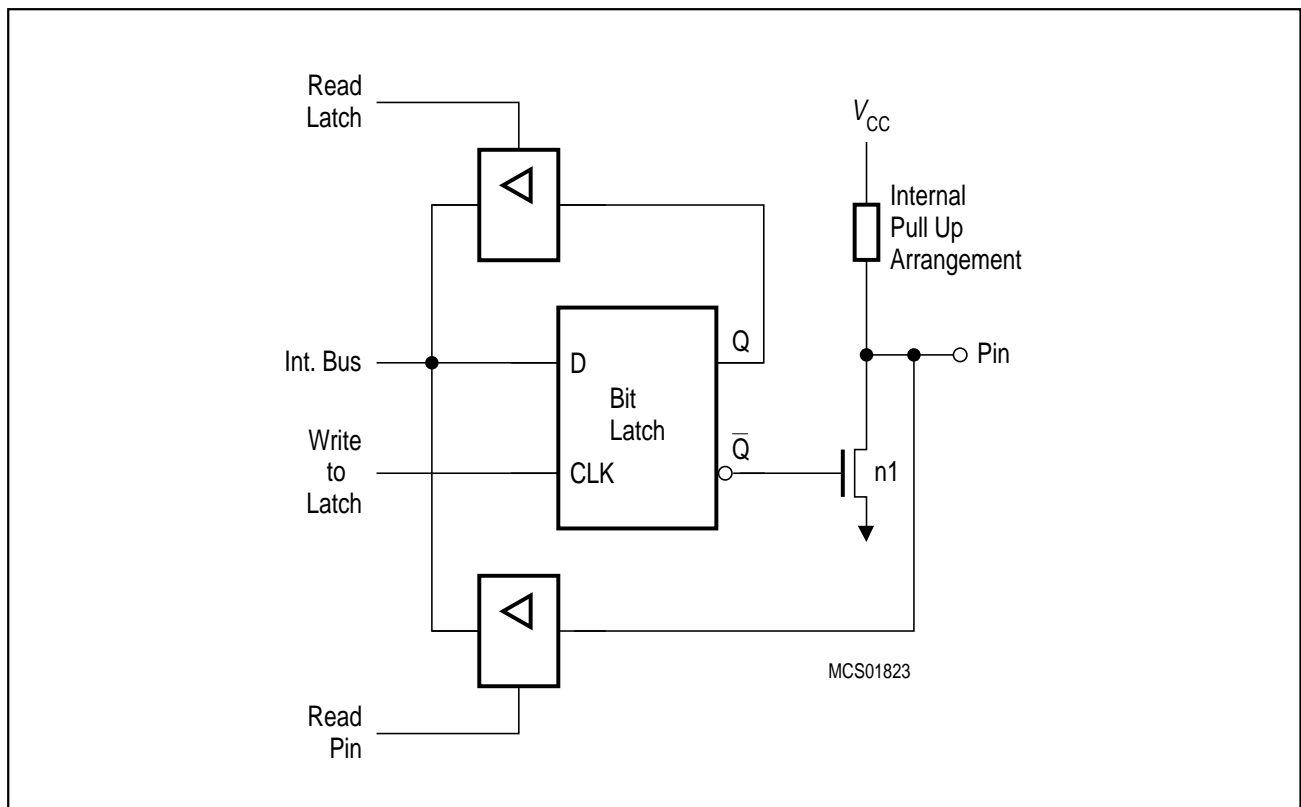 Read
Latch
V CC
Internal
Pull Up
Arrangement
Q
Int. Bus
D
Pin
Bit
Latch
Write
to
Latch
Q̅
CLK
n1
MCS01823
Read
Pin